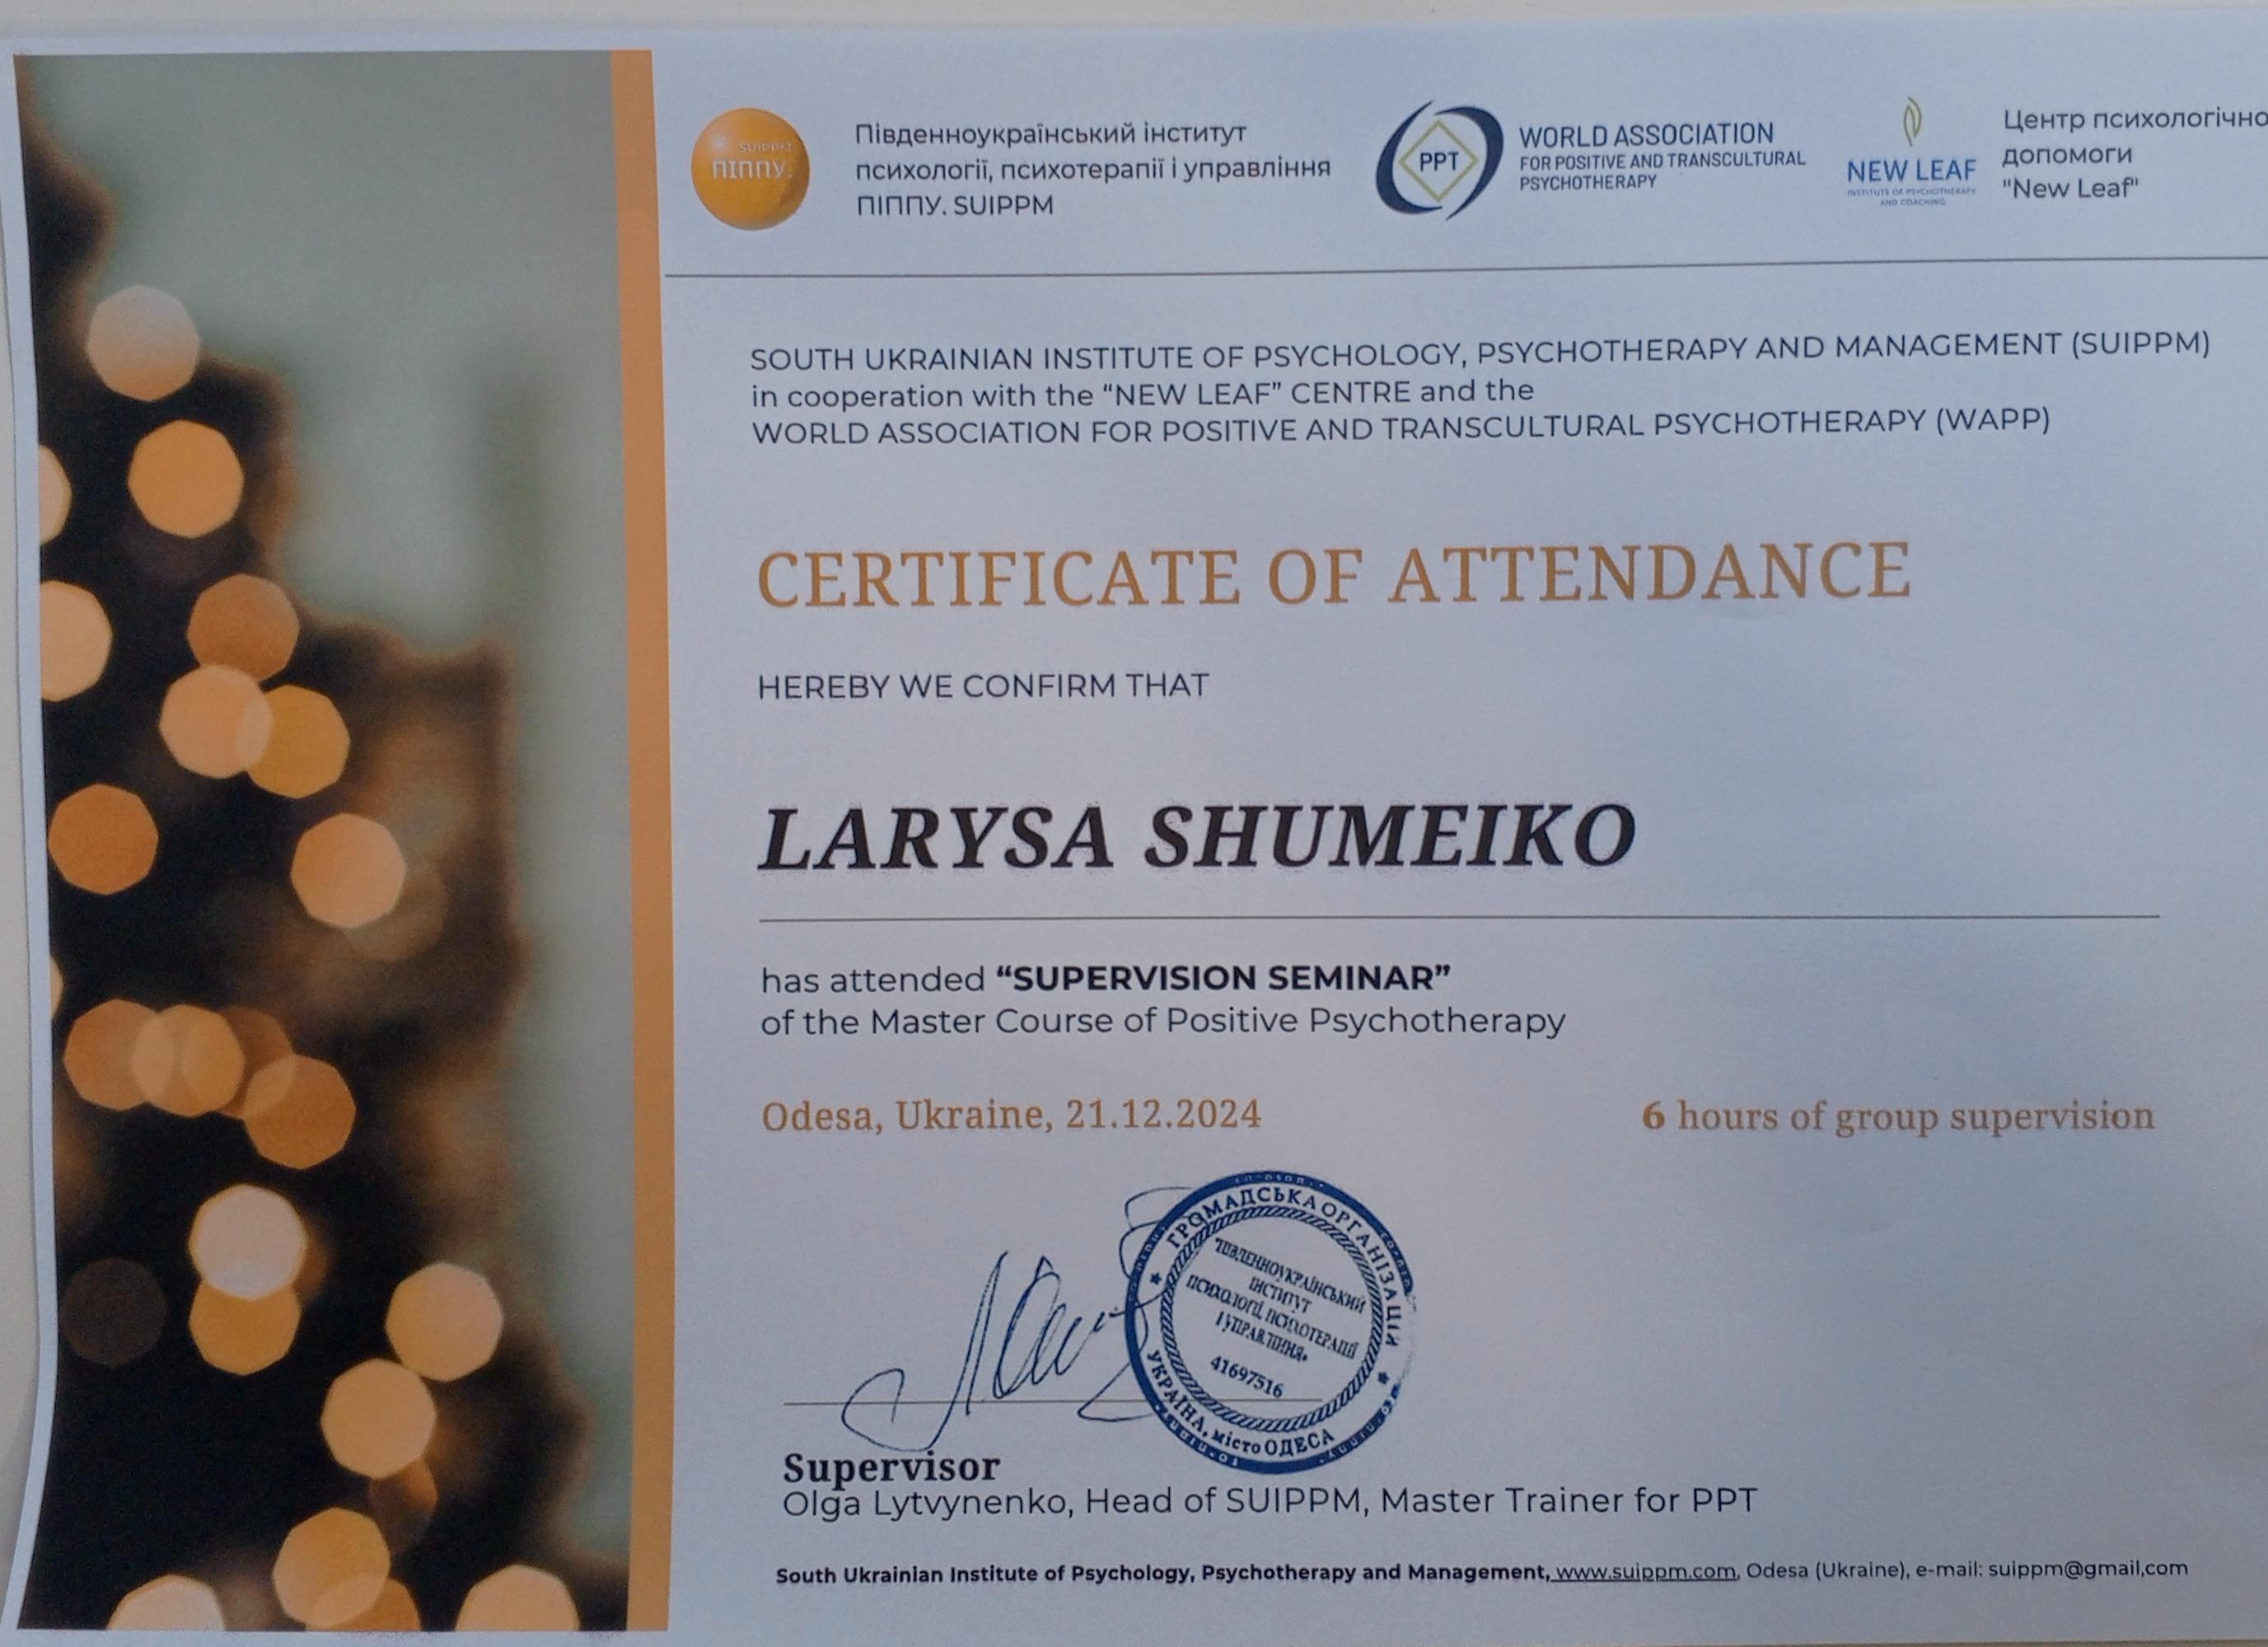 SUIPPM
ПІППУ.
Південноукраїнський інститут
психології, психотерапії і управління
ПІППУ. SUIPPM
PPT
WORLD ASSOCIATION
FOR POSITIVE AND TRANSCULTURAL
PSYCHOTHERAPY
NEW LEAF
INSTITUTE OF PSYCHOTHERAPY
AND COACHING
Центр психологічно
допомоги
"New Leaf"
SOUTH UKRAINIAN INSTITUTE OF PSYCHOLOGY, PSYCHOTHERAPY AND MANAGEMENT (SUIPPM)
in cooperation with the “NEW LEAF” CENTRE and the
WORLD ASSOCIATION FOR POSITIVE AND TRANSCULTURAL PSYCHOTHERAPY (WAPP)
CERTIFICATE OF ATTENDANCE
HEREBY WE CONFIRM THAT
LARYSA SHUMEIKO
has attended “SUPERVISION SEMINAR”
of the Master Course of Positive Psychotherapy
Odesa, Ukraine, 21.12.2024
6 hours of group supervision
ГРОМАДСЬКА ОРГАНІЗАЦІЯ
ПІВДЕННОУКРАЇНСЬКИЙ
ІНСТИТУТ
ПСИХОЛОГІЇ, ПСИХОТЕРАПІЇ
І УПРАВЛІННЯ»
41697516
УКРАЇНА, місто ОДЕСА
Supervisor
Olga Lytvynenko, Head of SUIPPM, Master Trainer for PPT
South Ukrainian Institute of Psychology, Psychotherapy and Management, www.suippm.com, Odesa (Ukraine), e-mail: suippm@gmail,com